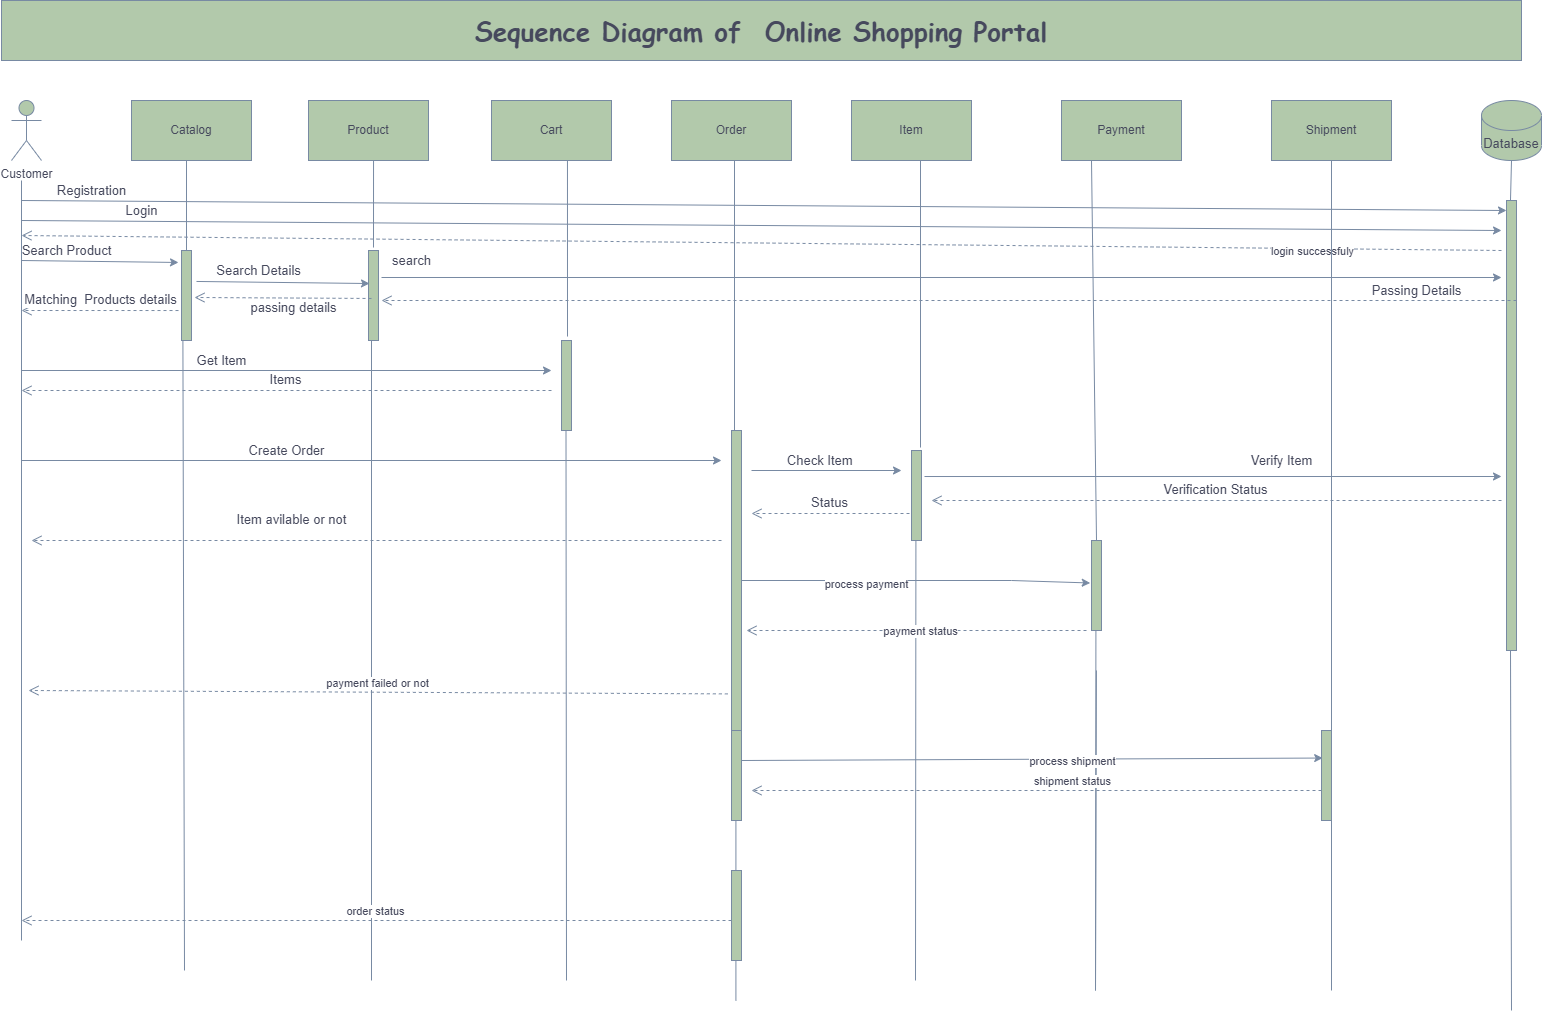 Sequence Diagram of  Online Shopping Portal
Catalog
Product
Cart
Order
Item
Payment
Shipment
Database
Customer
Registration
Login
login successfuly
Search Product
search
Search Details
Passing Details
Matching  Products details
passing details
Get Item
Items
Create Order
Check Item
Verify Item
Verification Status
Status
Item avilable or not
process payment
payment status
payment failed or not
process shipment
shipment status
order status